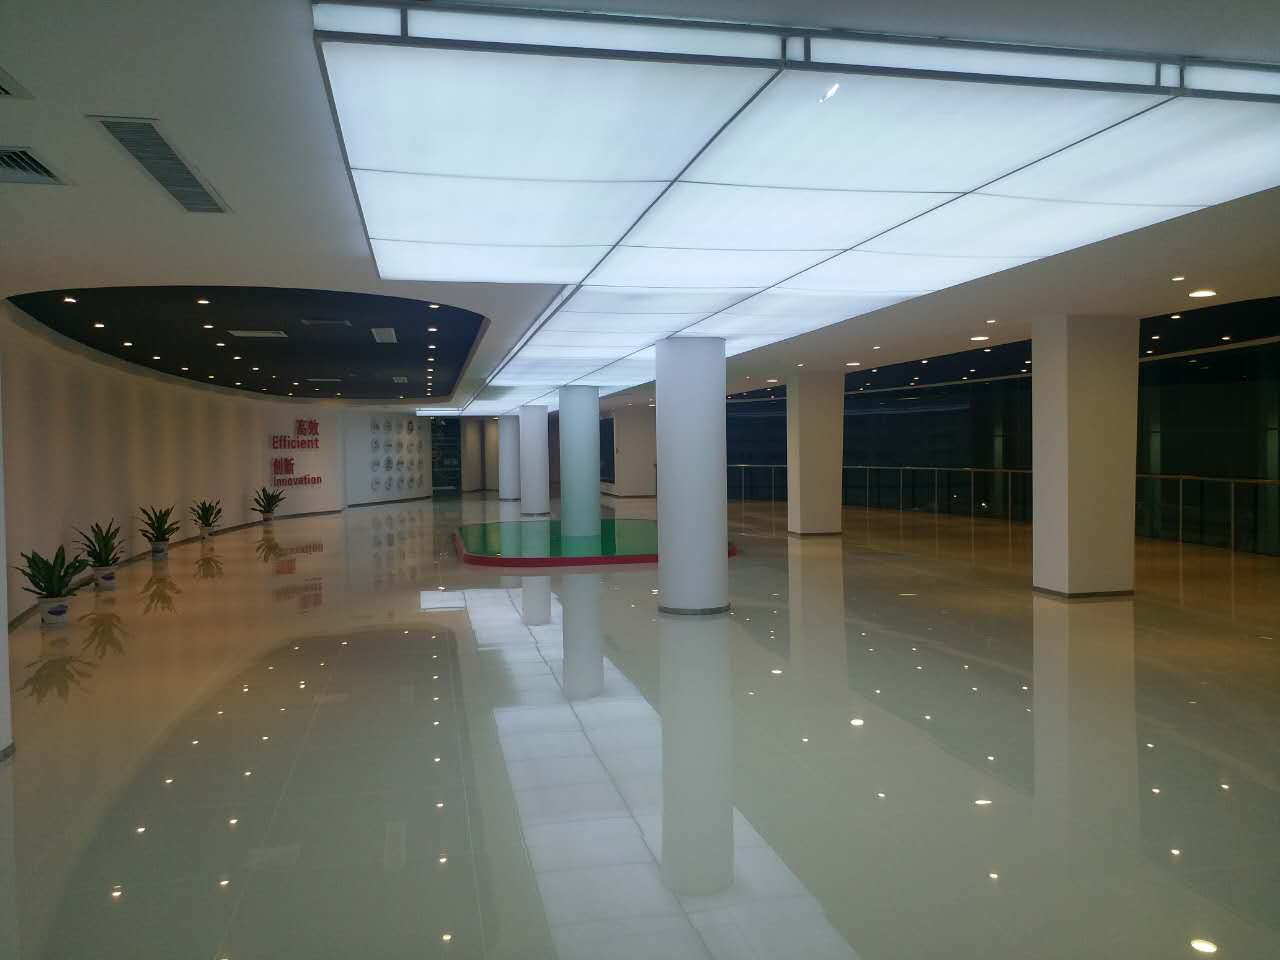 高效
Efficient
创新
Innovation